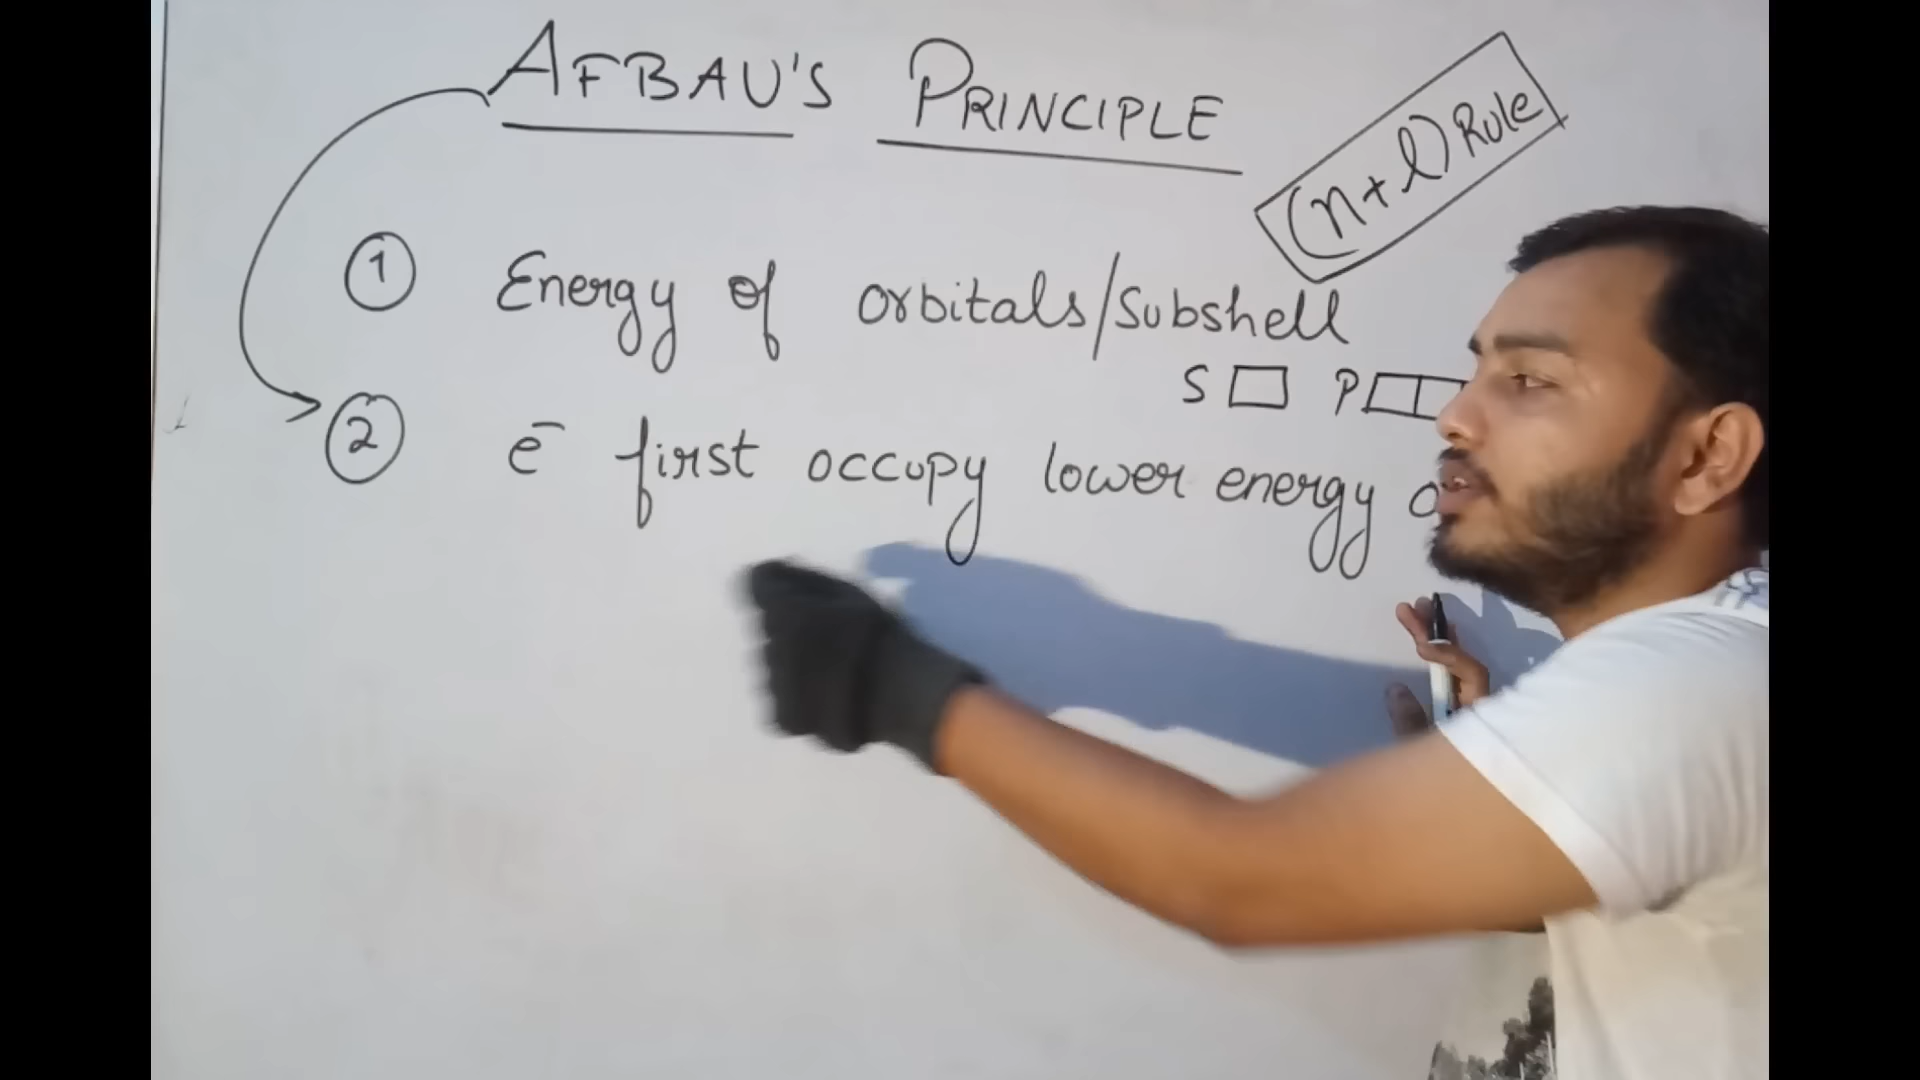 AFBAU'S PRINCIPLE
(n+l) Rule
1 Energy of orbitals/Subshell
S P
2 e⁻ first occupy lower energy